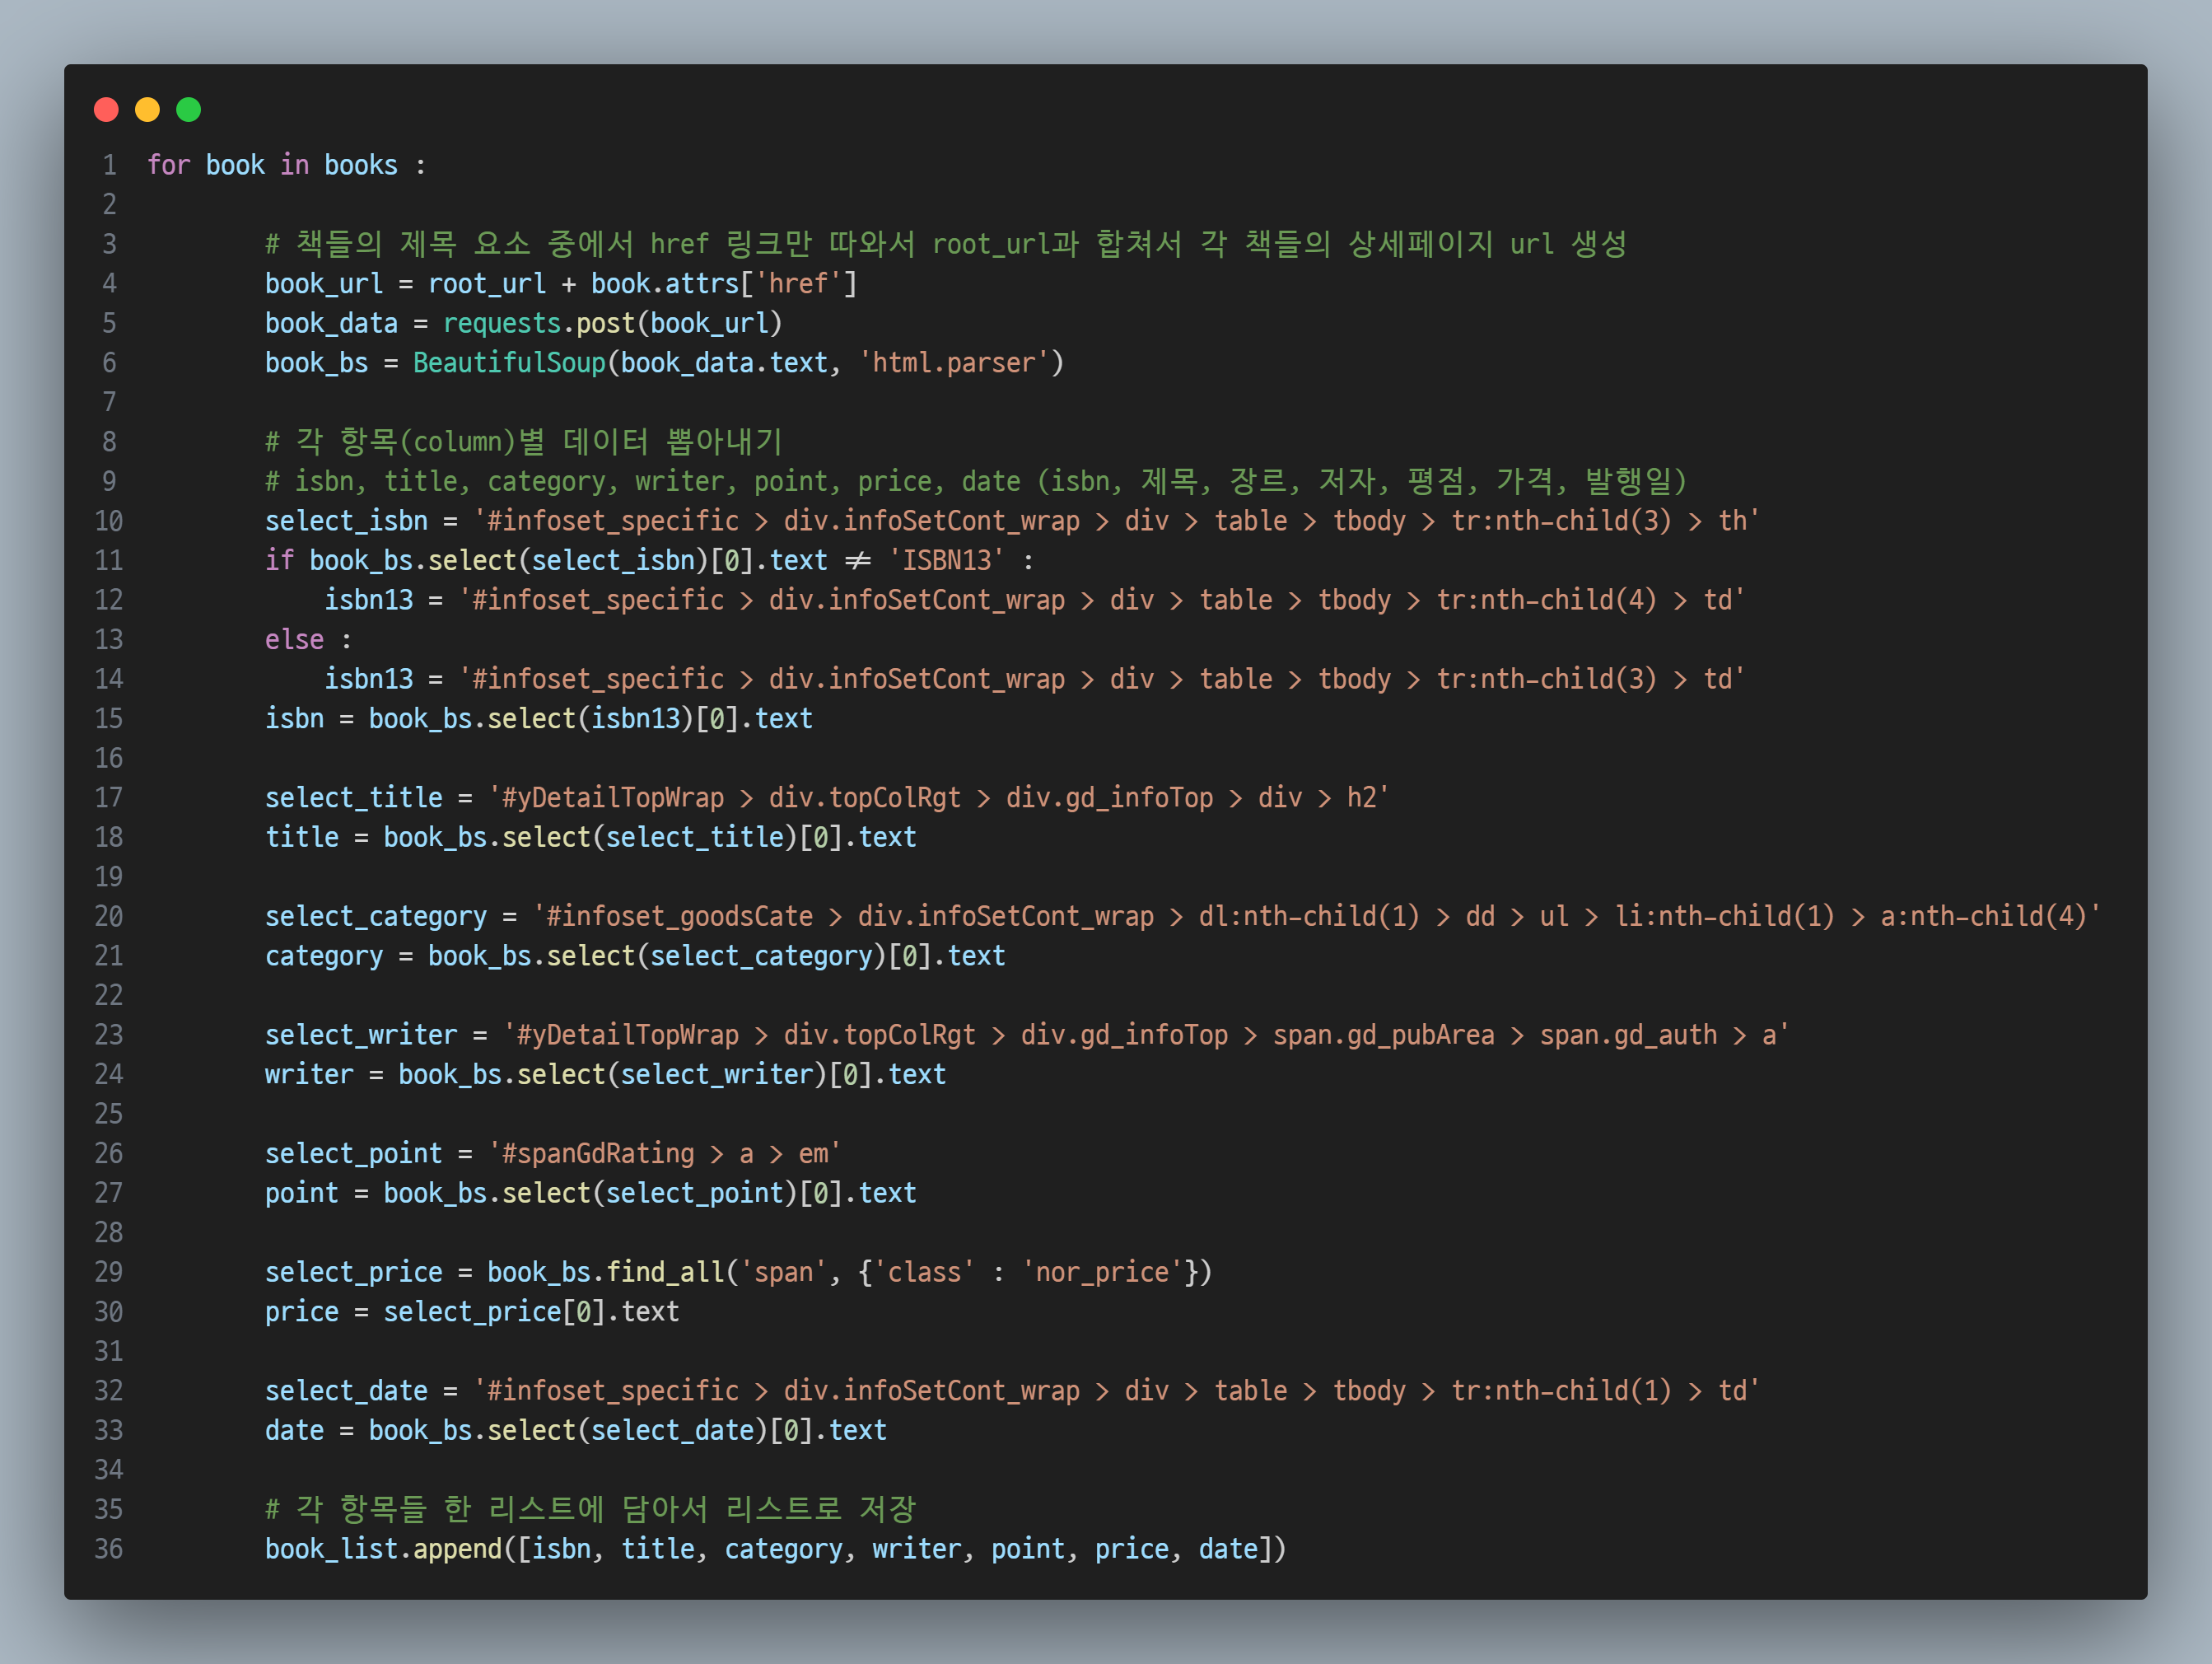 1 for book in books :
2
3 # 책들의 제목 요소 중에서 href 링크만 따와서 root_url과 합쳐서 각 책들의 상세페이지 url 생성
4 book_url = root_url + book.attrs['href']
5 book_data = requests.post(book_url)
6 book_bs = BeautifulSoup(book_data.text, 'html.parser')
7
8 # 각 항목(column)별 데이터 뽑아내기
9 # isbn, title, category, writer, point, price, date (isbn, 제목, 장르, 저자, 평점, 가격, 발행일)
10 select_isbn = '#infoset_specific > div.infoSetCont_wrap > div > table > tbody > tr:nth-child(3) > th'
11 if book_bs.select(select_isbn)[0].text != 'ISBN13' :
12 isbn13 = '#infoset_specific > div.infoSetCont_wrap > div > table > tbody > tr:nth-child(4) > td'
13 else :
14 isbn13 = '#infoset_specific > div.infoSetCont_wrap > div > table > tbody > tr:nth-child(3) > td'
15 isbn = book_bs.select(isbn13)[0].text
16
17 select_title = '#yDetailTopWrap > div.topColRgt > div.gd_infoTop > div > h2'
18 title = book_bs.select(select_title)[0].text
19
20 select_category = '#infoset_goodsCate > div.infoSetCont_wrap > dl:nth-child(1) > dd > ul > li:nth-child(1) > a:nth-child(4)'
21 category = book_bs.select(select_category)[0].text
22
23 select_writer = '#yDetailTopWrap > div.topColRgt > div.gd_infoTop > span.gd_pubArea > span.gd_auth > a'
24 writer = book_bs.select(select_writer)[0].text
25
26 select_point = '#spanGdRating > a > em'
27 point = book_bs.select(select_point)[0].text
28
29 select_price = book_bs.find_all('span', {'class' : 'nor_price'})
30 price = select_price[0].text
31
32 select_date = '#infoset_specific > div.infoSetCont_wrap > div > table > tbody > tr:nth-child(1) > td'
33 date = book_bs.select(select_date)[0].text
34
35 # 각 항목들 한 리스트에 담아서 리스트로 저장
36 book_list.append([isbn, title, category, writer, point, price, date])